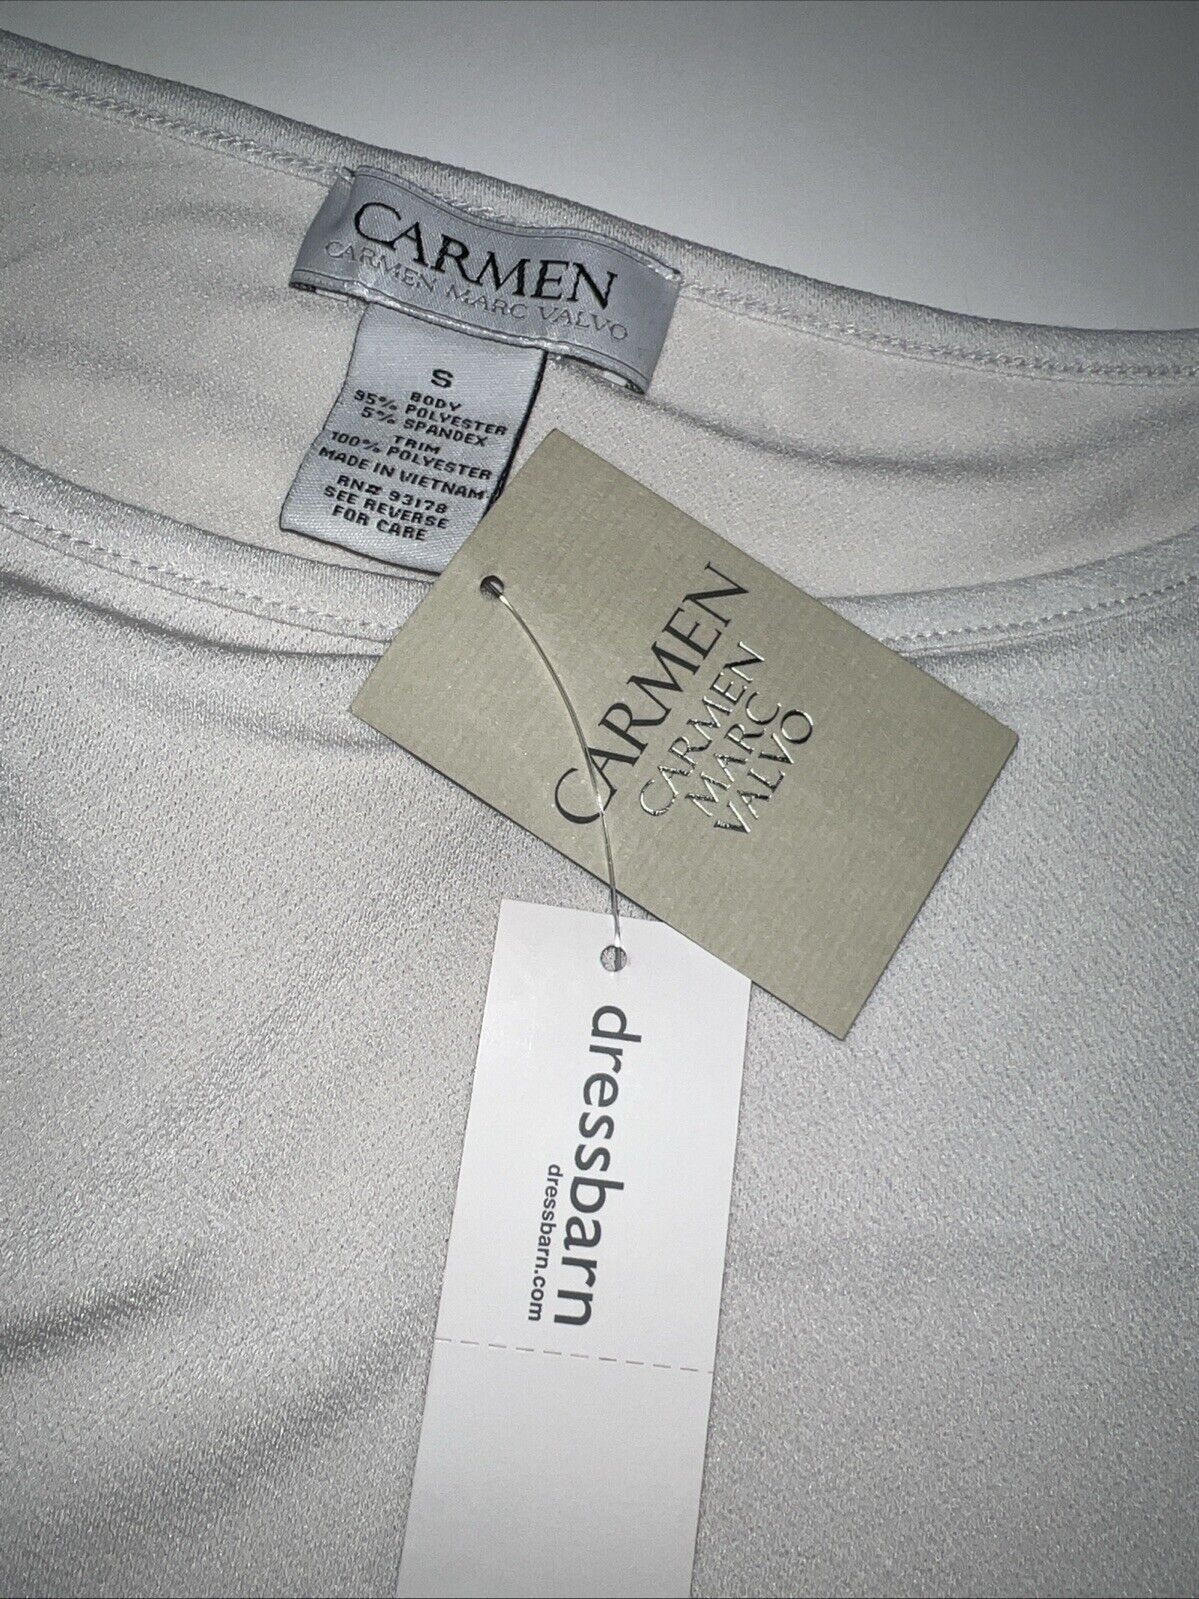 CARMEN
CARMEN MARC VALVO
S
BODY
95% POLYESTER
5% SPANDEX
TRIM
100% POLYESTER
MADE IN VIETNAM
RN# 93178
SEE REVERSE
FOR CARE
CARMEN
CARMEN
MARC
VALVO
dressbarn
dressbarn.com